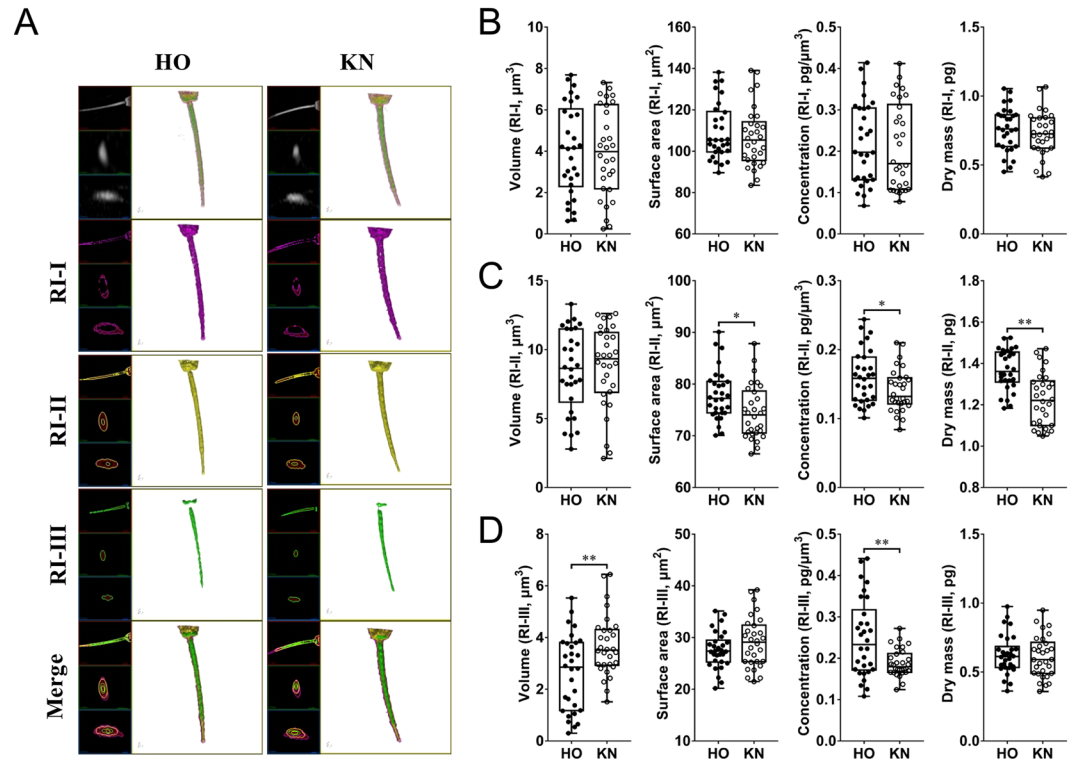 A
HO
KN
RI-I
RI-II
RI-III
Merge
B
Volume (RI-I, μm³)
10
8
6
4
2
0
HO
KN
Surface area (RI-I, μm²)
160
140
120
100
80
60
HO
KN
Concentration (RI-I, pg/μm³)
0.5
0.4
0.3
0.2
0.1
0.0
HO
KN
Dry mass (RI-I, pg)
1.5
1.0
0.5
0.0
HO
KN
C
Volume (RI-II, μm³)
15
10
5
0
HO
KN
Surface area (RI-II, μm²)
100
90
80
70
60
*
HO
KN
Concentration (RI-II, pg/μm³)
0.3
0.2
0.1
0.0
*
HO
KN
Dry mass (RI-II, pg)
1.8
1.6
1.4
1.2
1.0
0.8
**
HO
KN
D
Volume (RI-III, μm³)
8
6
4
2
0
**
HO
KN
Surface area (RI-III, μm²)
50
40
30
20
10
HO
KN
Concentration (RI-III, pg/μm³)
0.5
0.4
0.3
0.2
0.1
0.0
**
HO
KN
Dry mass (RI-III, pg)
1.5
1.0
0.5
0.0
HO
KN